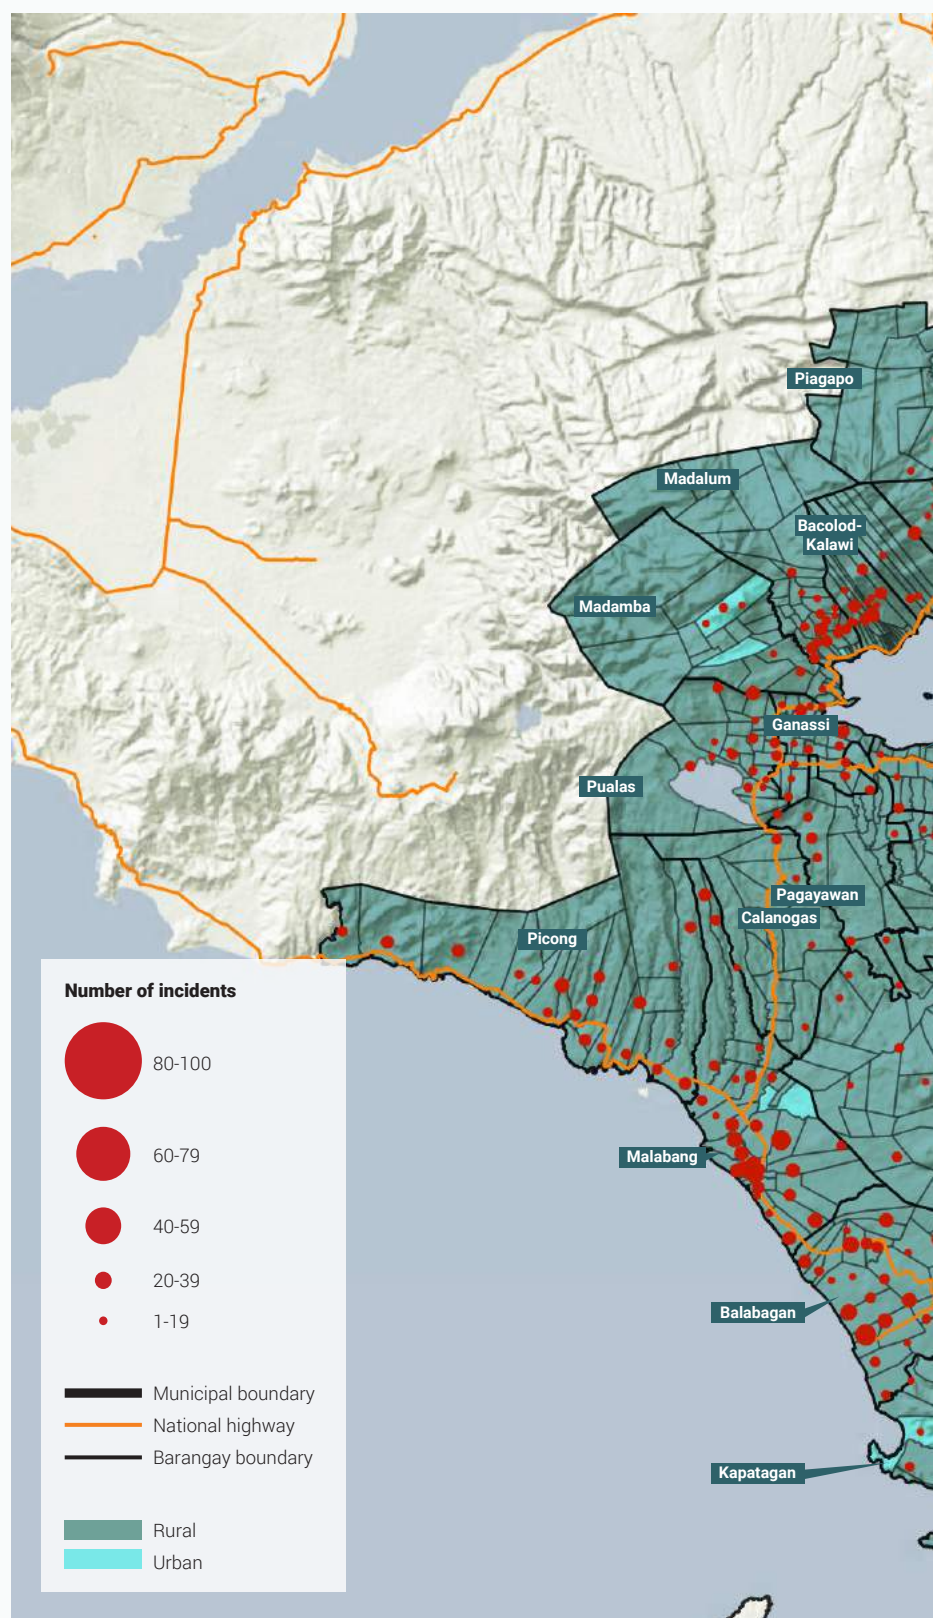 Piagapo
Madalum
Bacolod-
Kalawi
Madamba
Ganassi
Pualas
Pagayawan
Calanogas
Picong
Number of incidents
80-100
60-79
40-59
20-39
1-19
Municipal boundary
National highway
Barangay boundary
Rural
Urban
Malabang
Balabagan
Kapatagan